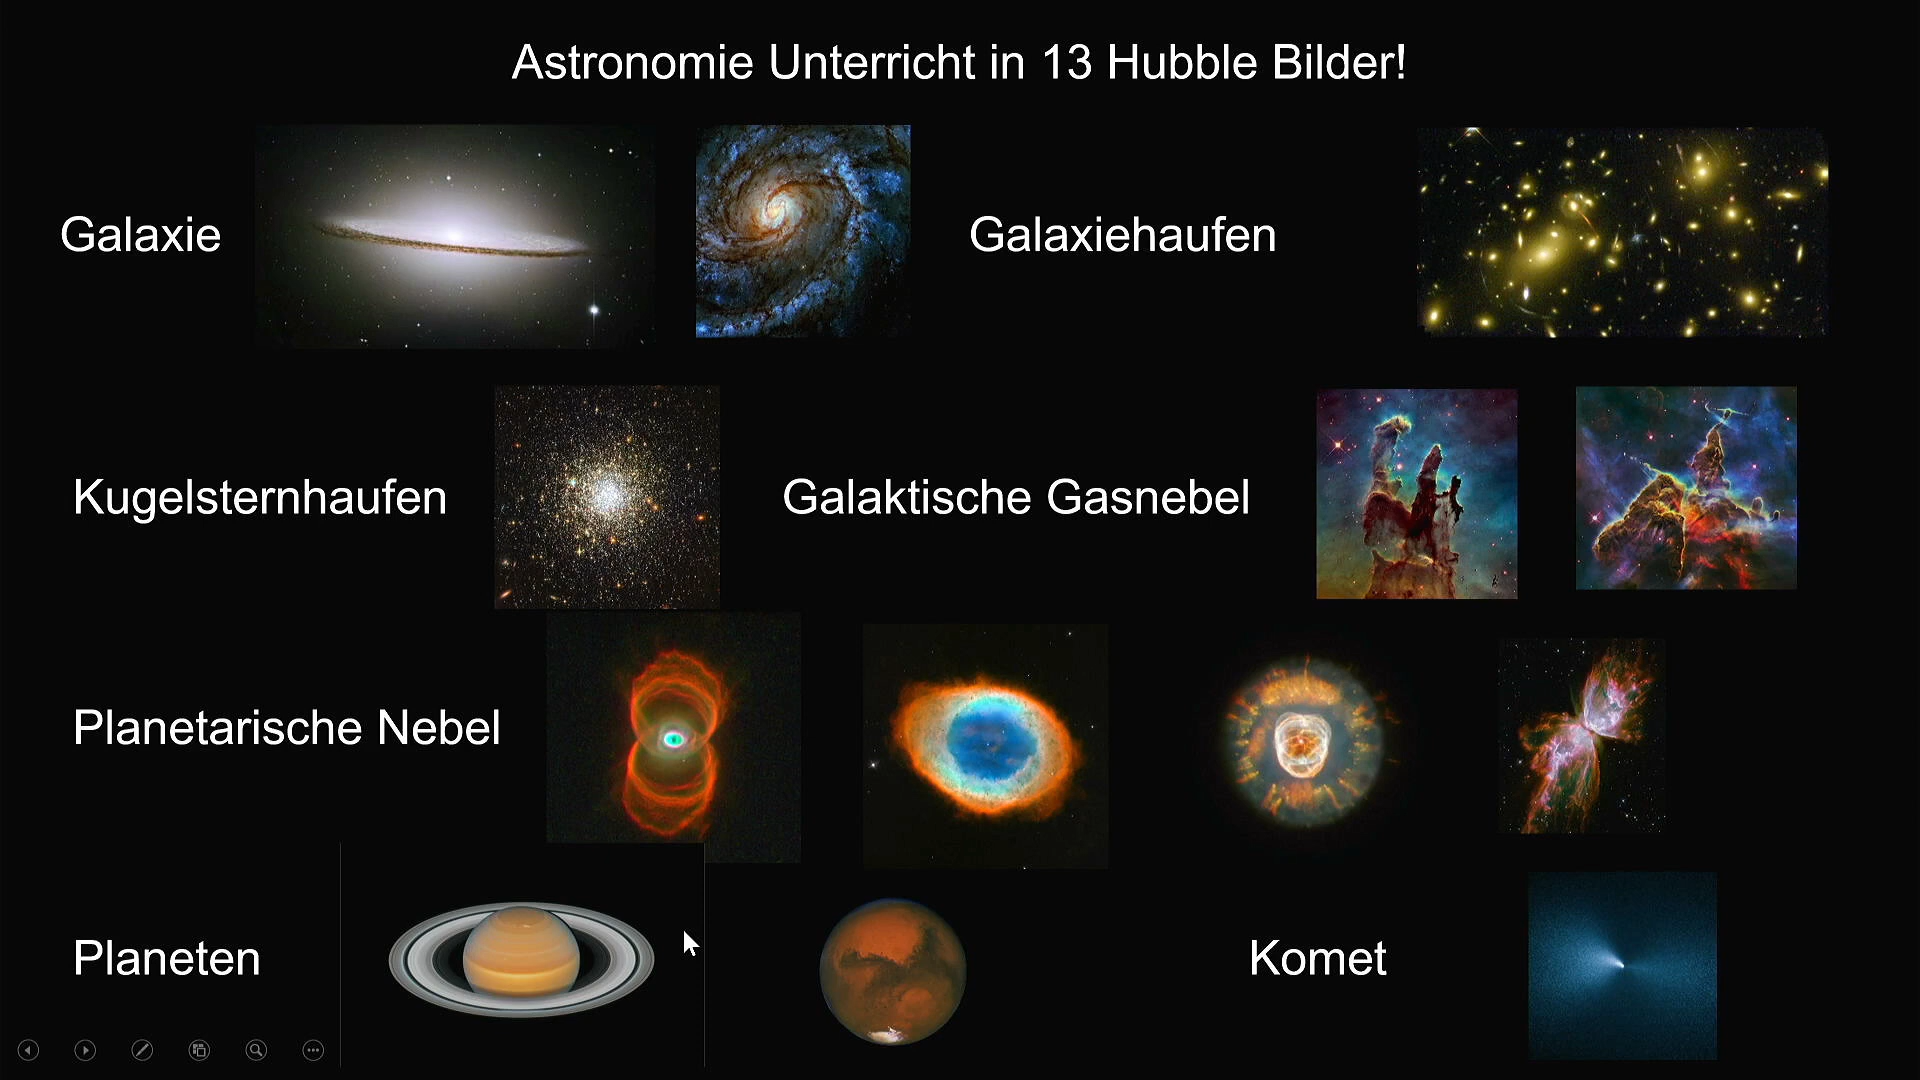 Astronomie Unterricht in 13 Hubble Bilder!
Galaxie
Galaxiehaufen
Kugelsternhaufen
Galaktische Gasnebel
Planetarische Nebel
Planeten
Komet